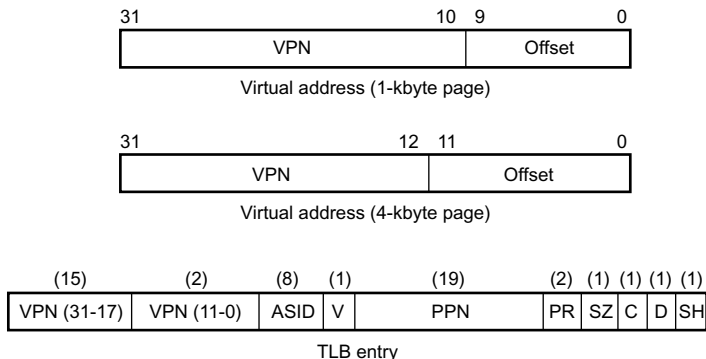 31 10 9 0
VPN Offset
Virtual address (1-kbyte page)
31 12 11 0
VPN Offset
Virtual address (4-kbyte page)
(15) (2) (8) (1) (19) (2) (1) (1) (1) (1)
VPN (31-17) VPN (11-0) ASID V PPN PR SZ C D SH
TLB entry